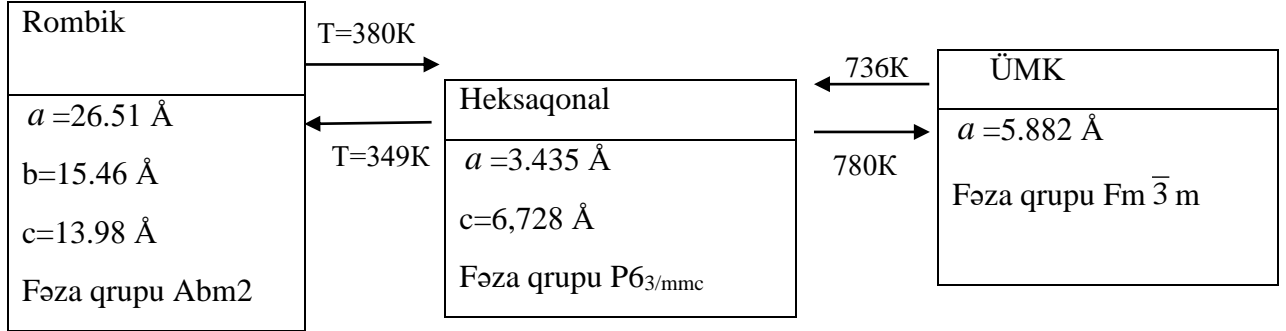 Rombik
a =26.51 Å
b=15.46 Å
c=13.98 Å
Fəza qrupu Abm2
T=380K
T=349K
Heksaqonal
a =3.435 Å
c=6,728 Å
Fəza qrupu P6₃/mmc
736K
780K
ÜMK
a =5.882 Å
Fəza qrupu Fm 3̅ m